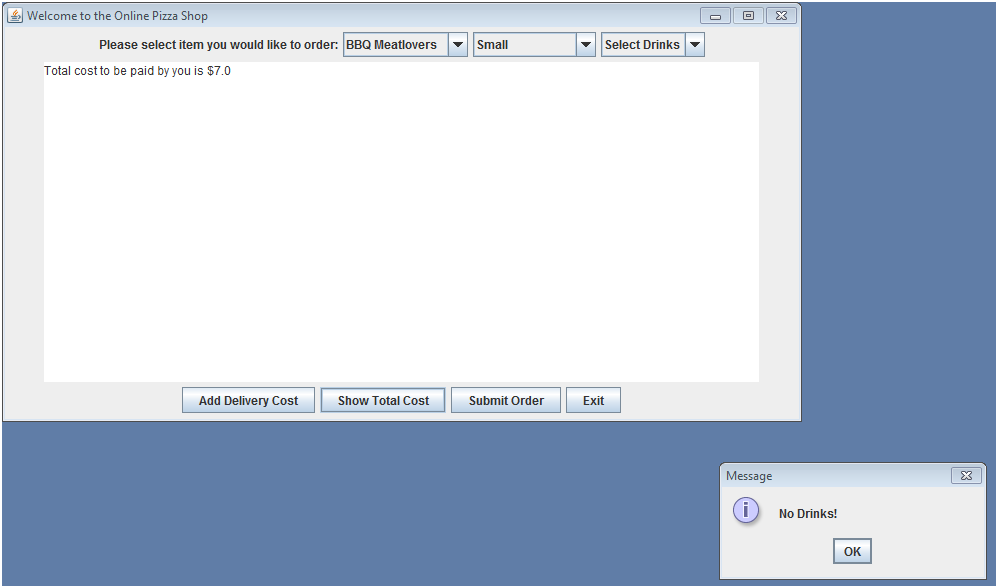 Welcome to the Online Pizza Shop
Please select item you would like to order: BBQ Meatlovers Small Select Drinks
Total cost to be paid by you is $7.0
Add Delivery Cost Show Total Cost Submit Order Exit
Message
i No Drinks!
OK